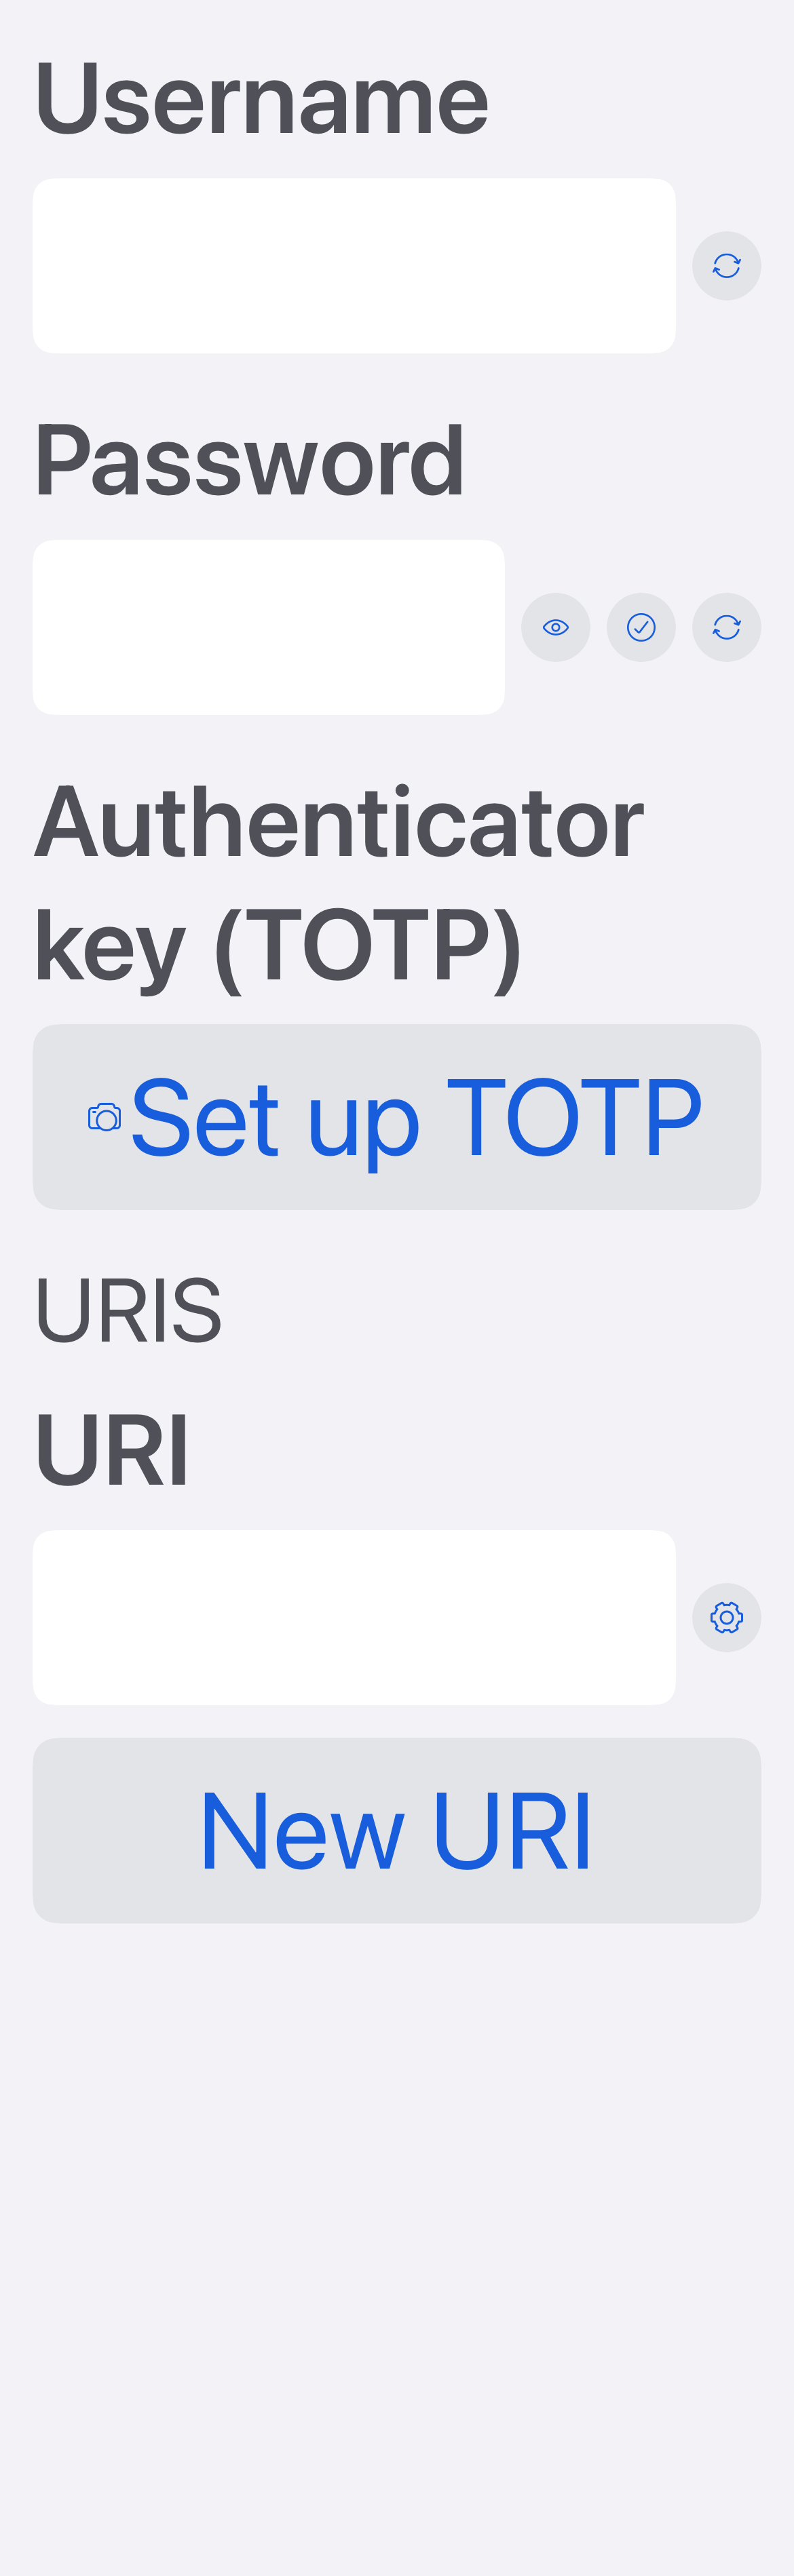 Username
Password
Authenticator
key (TOTP)
Set up TOTP
URIS
URI
New URI